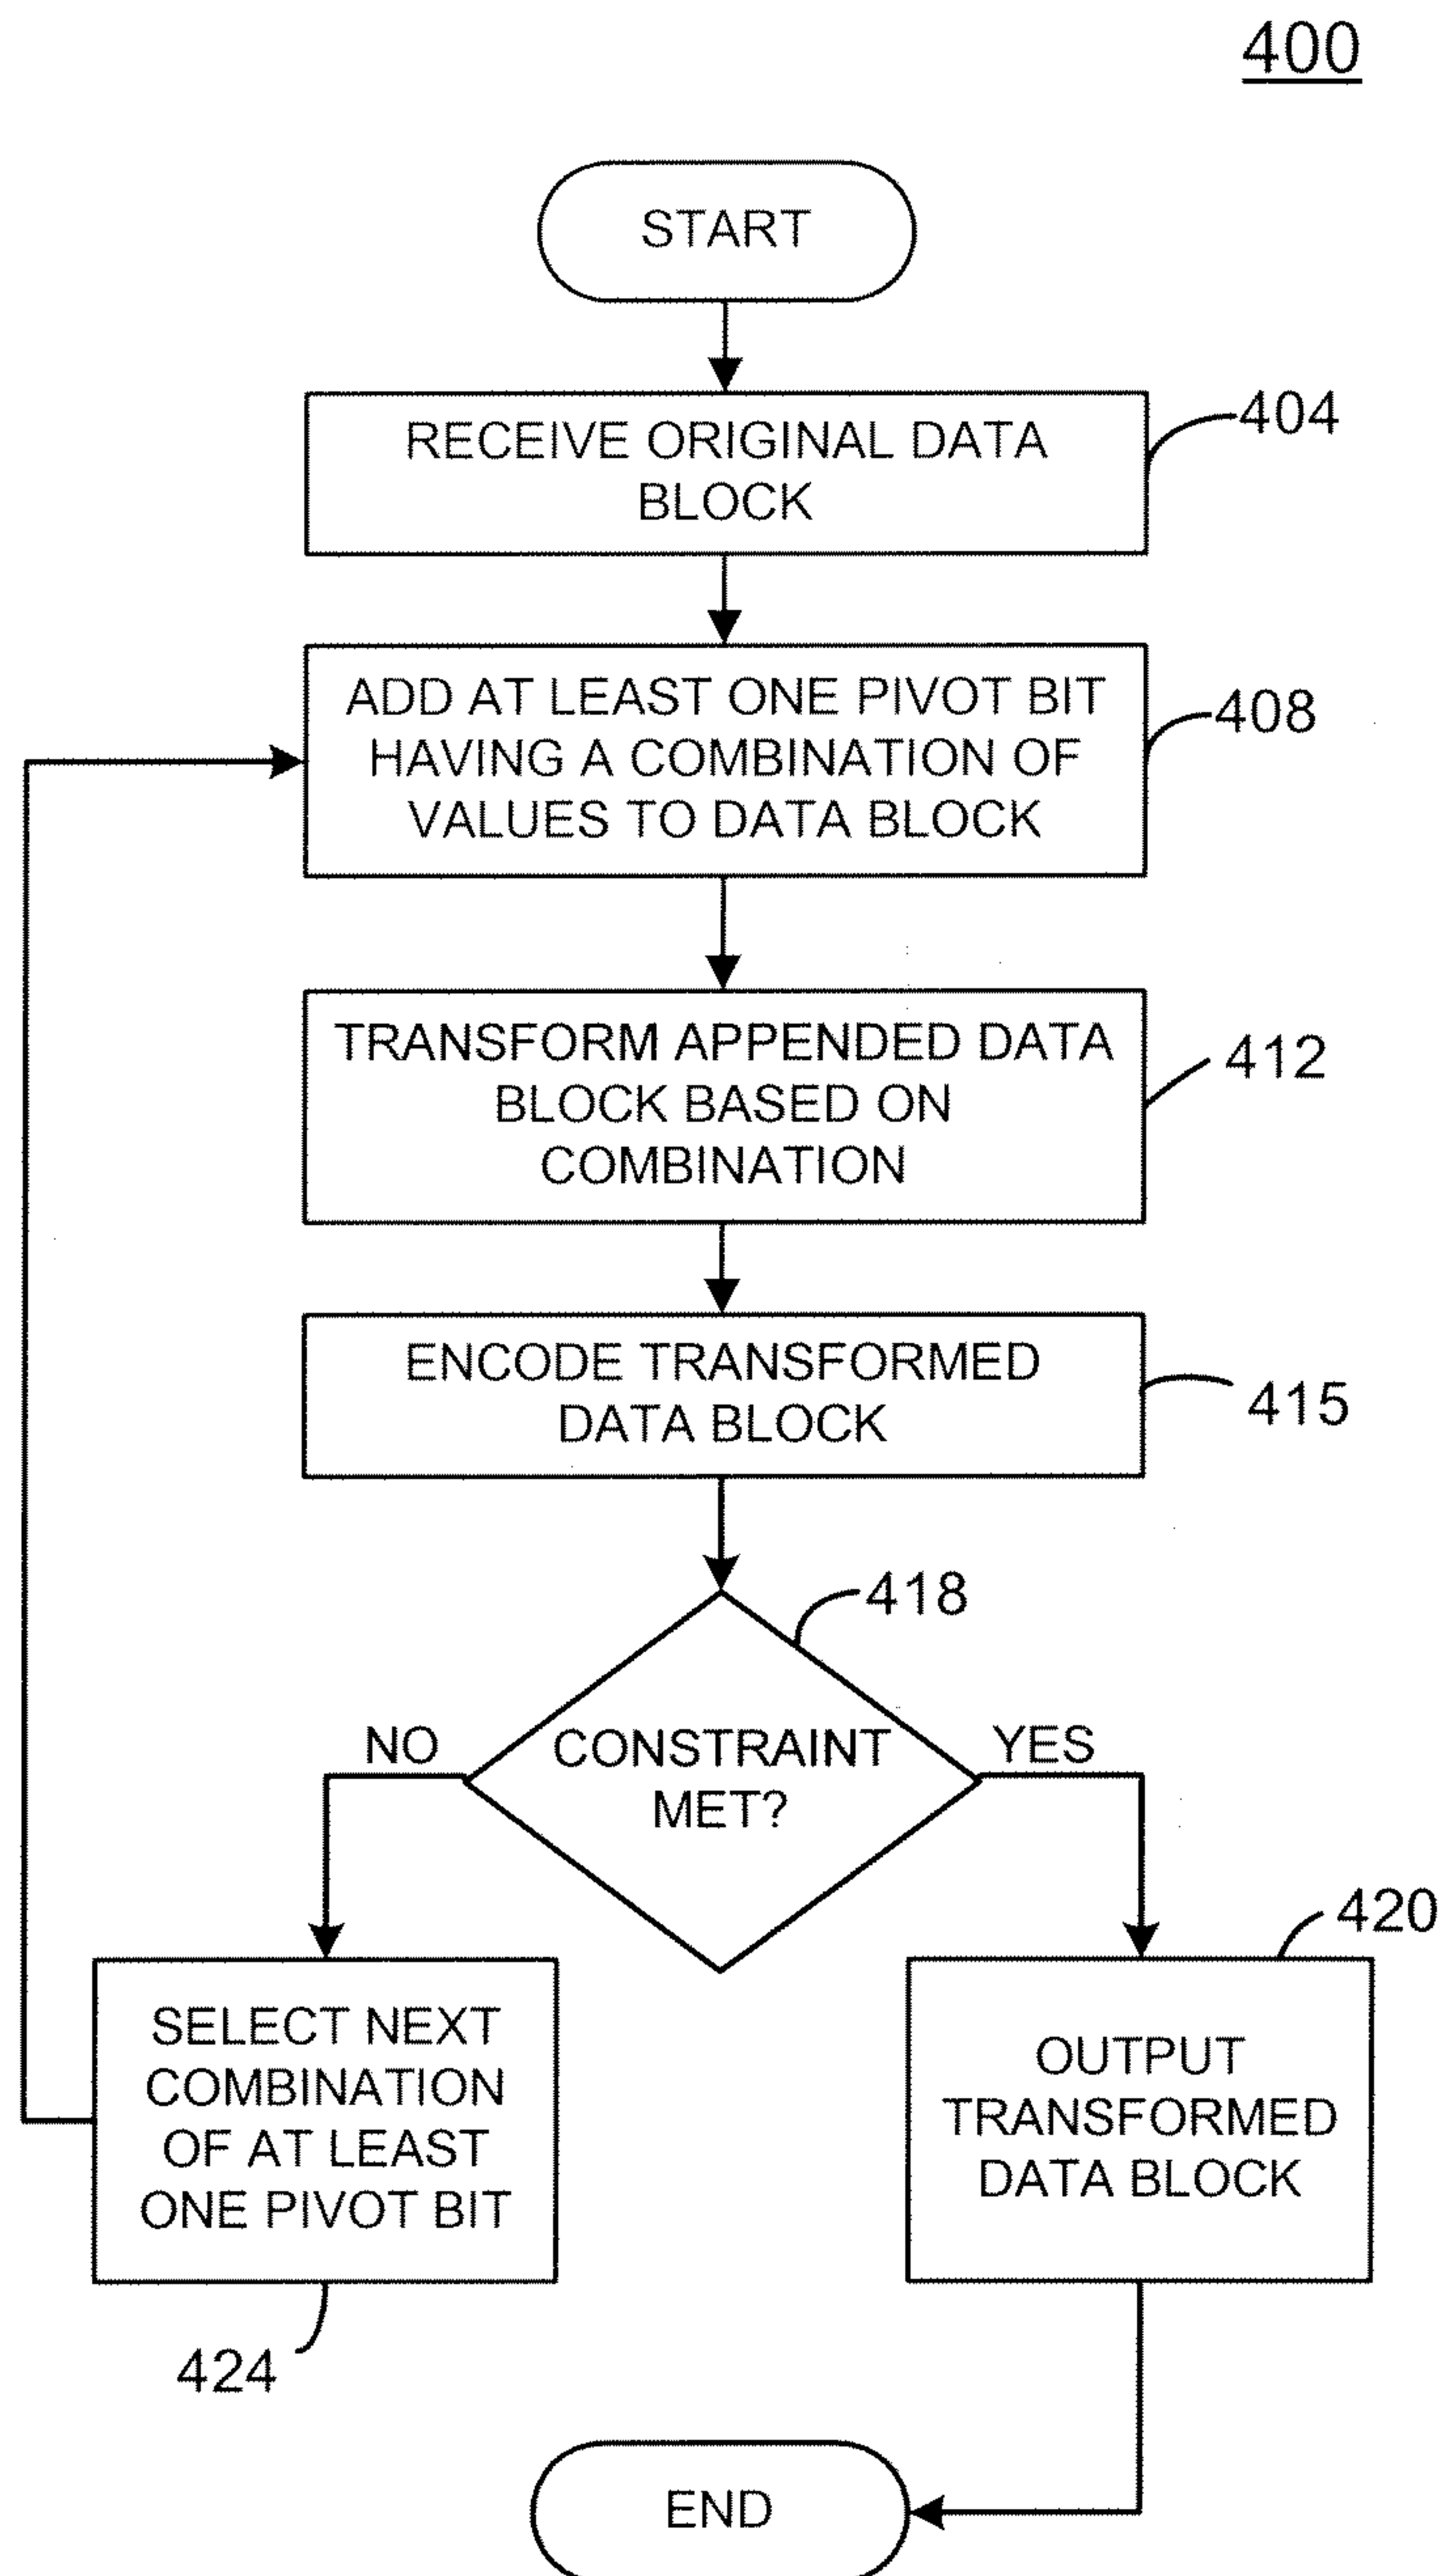 400
START
RECEIVE ORIGINAL DATA
BLOCK
404
ADD AT LEAST ONE PIVOT BIT
HAVING A COMBINATION OF
VALUES TO DATA BLOCK
408
TRANSFORM APPENDED DATA
BLOCK BASED ON
COMBINATION
412
ENCODE TRANSFORMED
DATA BLOCK
415
418
CONSTRAINT
MET?
NO
YES
420
SELECT NEXT
COMBINATION
OF AT LEAST
ONE PIVOT BIT
424
OUTPUT
TRANSFORMED
DATA BLOCK
END